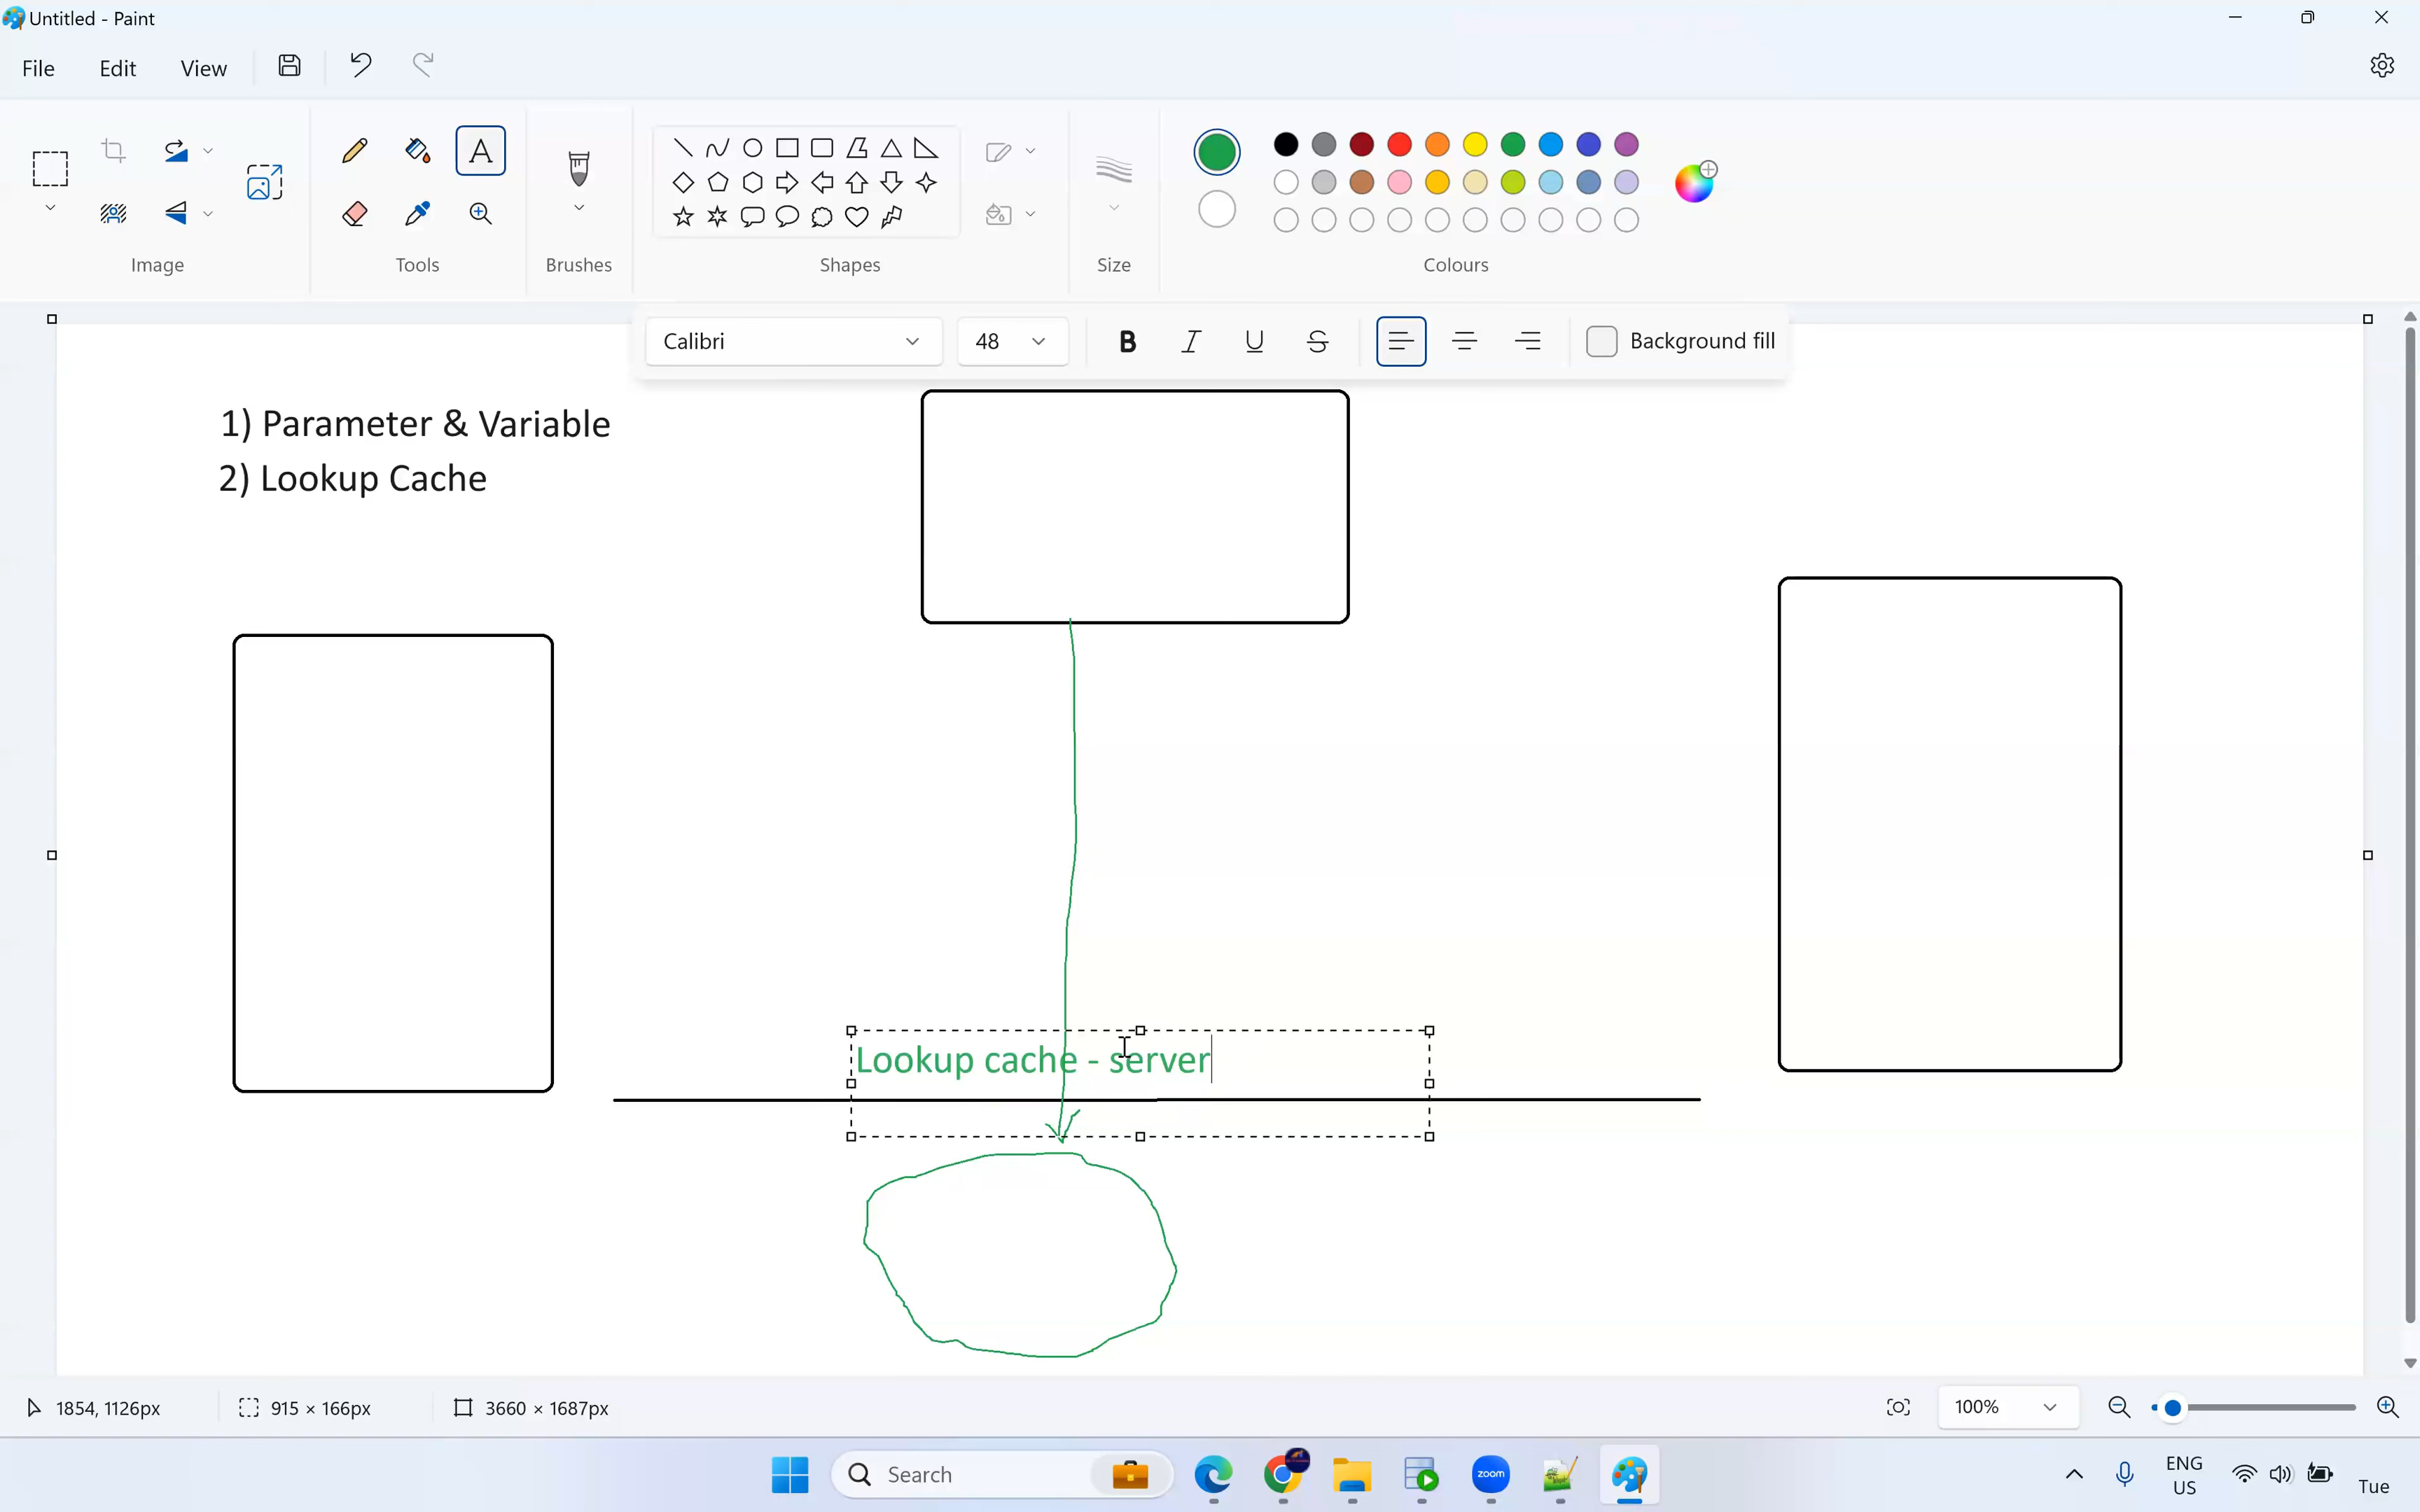 Untitled - Paint
File Edit View
Image Tools Brushes Shapes Size Colours
Calibri 48 B I U S Background fill
1) Parameter & Variable
2) Lookup Cache
Lookup cache - server
1854, 1126px 915 × 166px 3660 × 1687px 100%
Search zoom ENG
US Tue